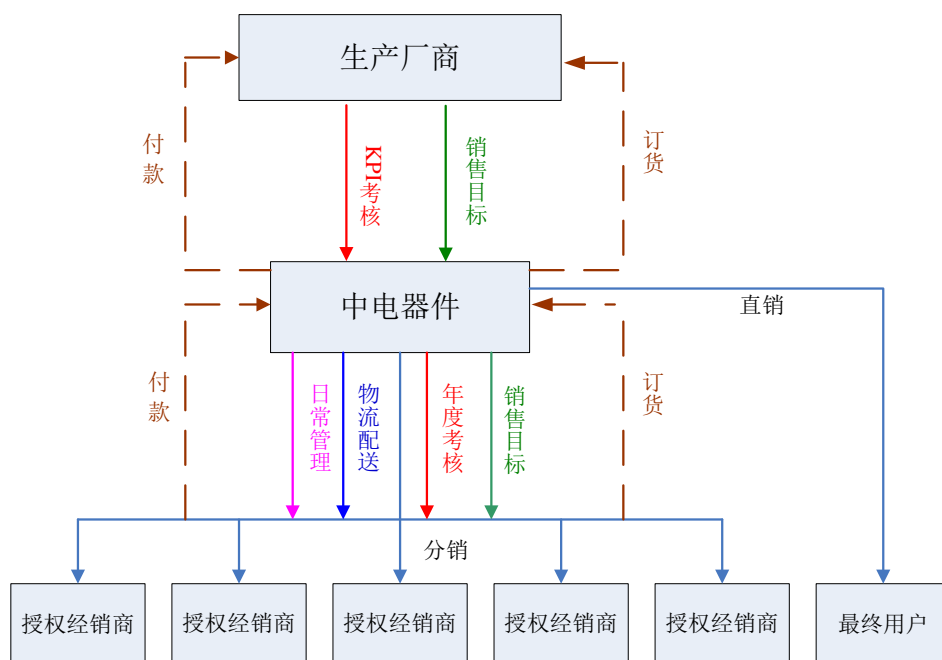 生产厂商
付款
KPI考核
销售目标
订货
中电器件
直销
付款
日常管理
物流配送
年度考核
销售目标
订货
分销
授权经销商
授权经销商
授权经销商
授权经销商
授权经销商
最终用户